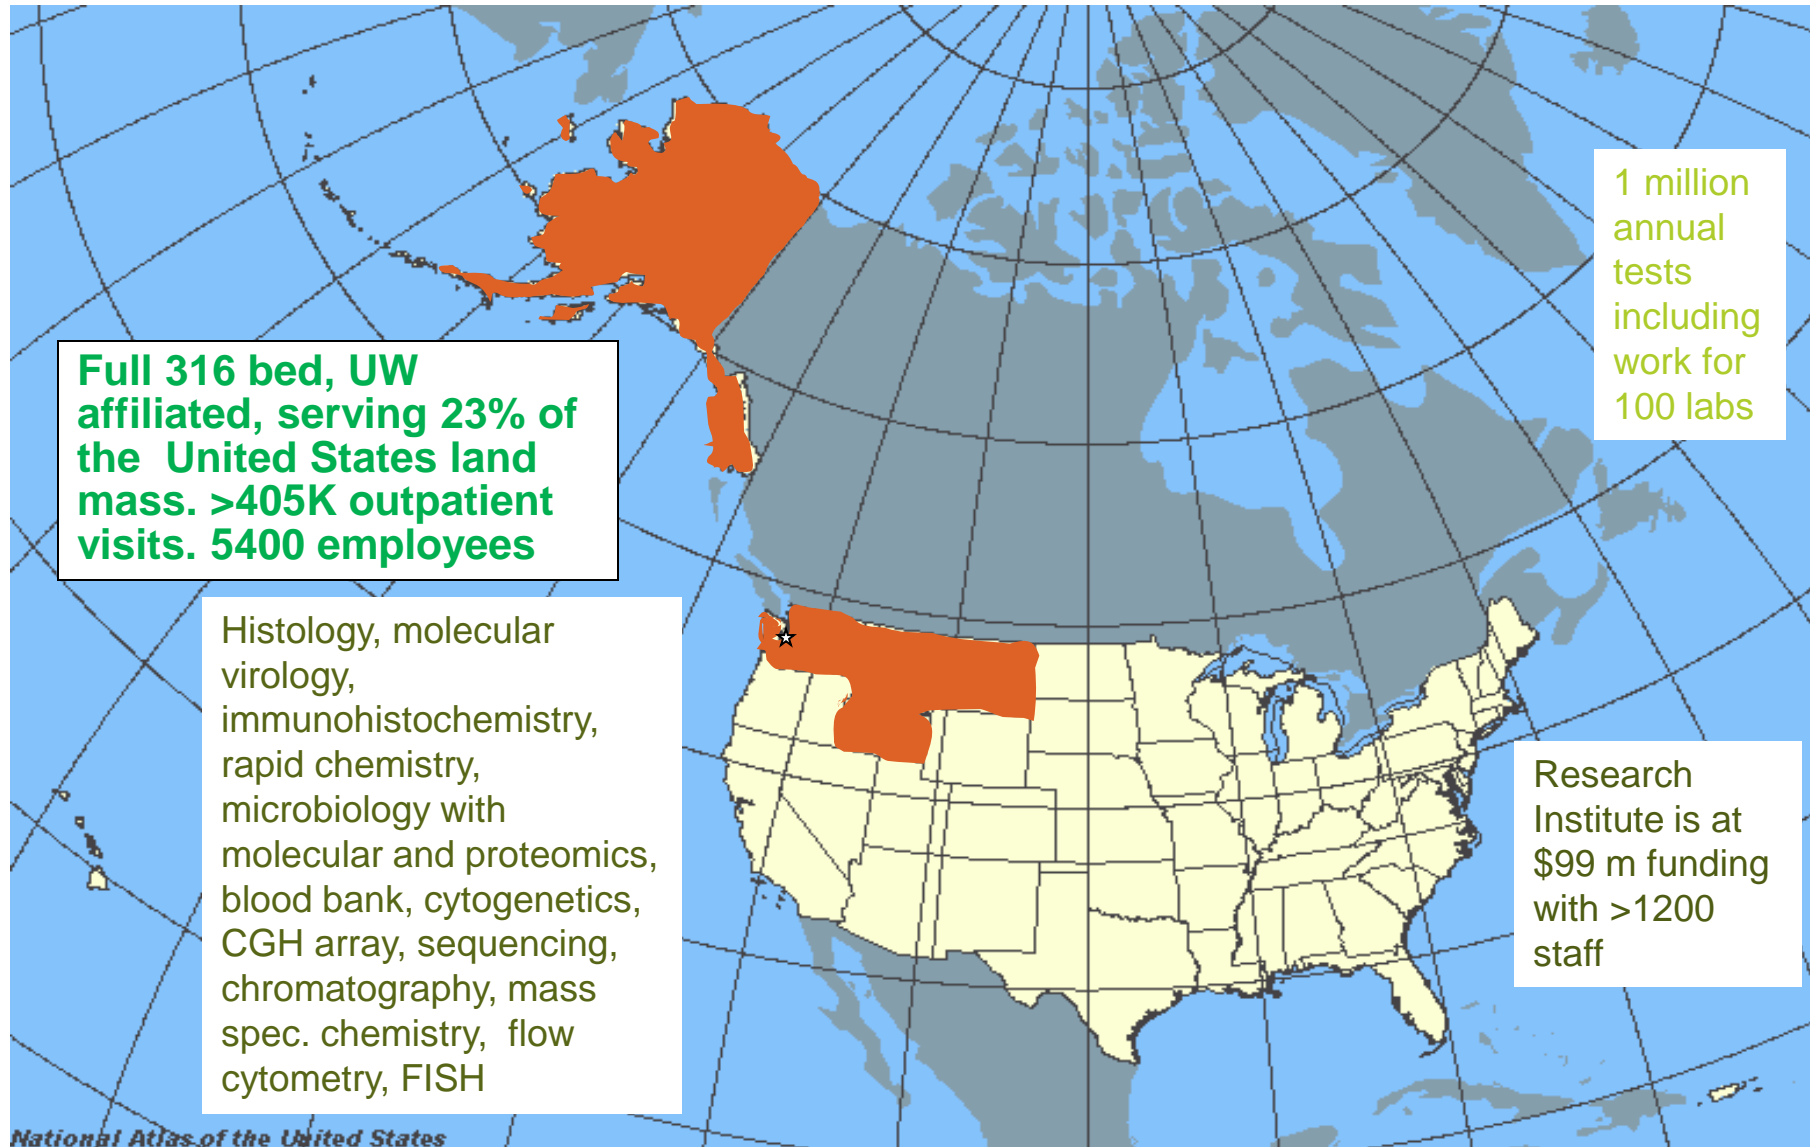 Full 316 bed, UW
affiliated, serving 23% of
the United States land
mass. >405K outpatient
visits. 5400 employees
1 million
annual
tests
including
work for
100 labs
Histology, molecular
virology,
immunohistochemistry,
rapid chemistry,
microbiology with
molecular and proteomics,
blood bank, cytogenetics,
CGH array, sequencing,
chromatography, mass
spec. chemistry, flow
cytometry, FISH
Research
Institute is at
$99 m funding
with >1200
staff
National Atlas of the United States